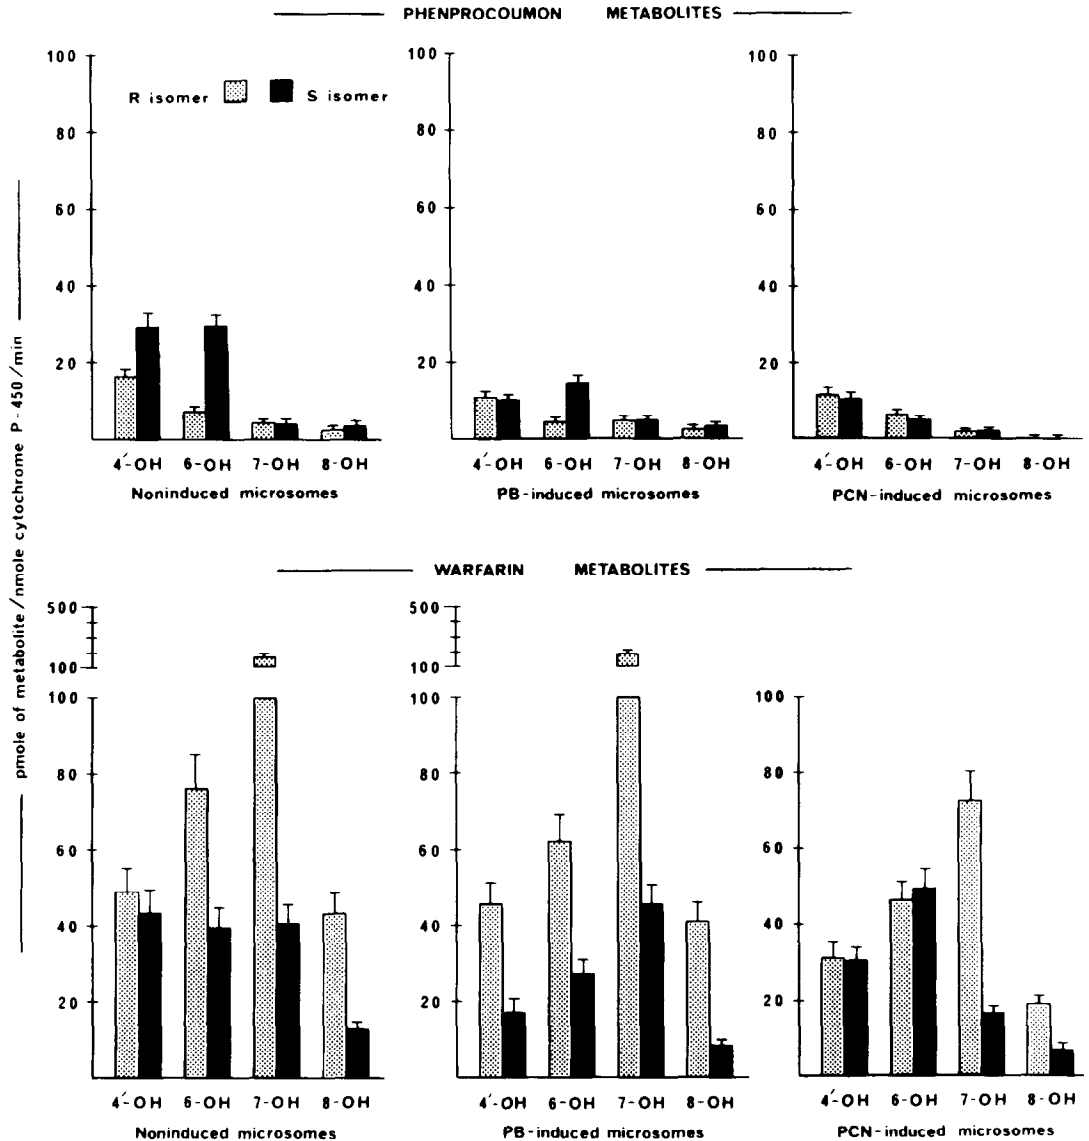 PHENPROCOUMON METABOLITES
100
80
60
40
20
R isomer S isomer
4'-OH 6-OH 7-OH 8-OH
Noninduced microsomes
100
80
60
40
20
4'-OH 6-OH 7-OH 8-OH
PB-induced microsomes
100
80
60
40
20
4'-OH 6-OH 7-OH 8-OH
PCN-induced microsomes
pmole of metabolite/nmole cytochrome P-450/min
WARFARIN METABOLITES
500
100
100
80
60
40
20
4'-OH 6-OH 7-OH 8-OH
Noninduced microsomes
500
100
100
80
60
40
20
4'-OH 6-OH 7-OH 8-OH
PB-induced microsomes
100
80
60
40
20
4'-OH 6-OH 7-OH 8-OH
PCN-induced microsomes